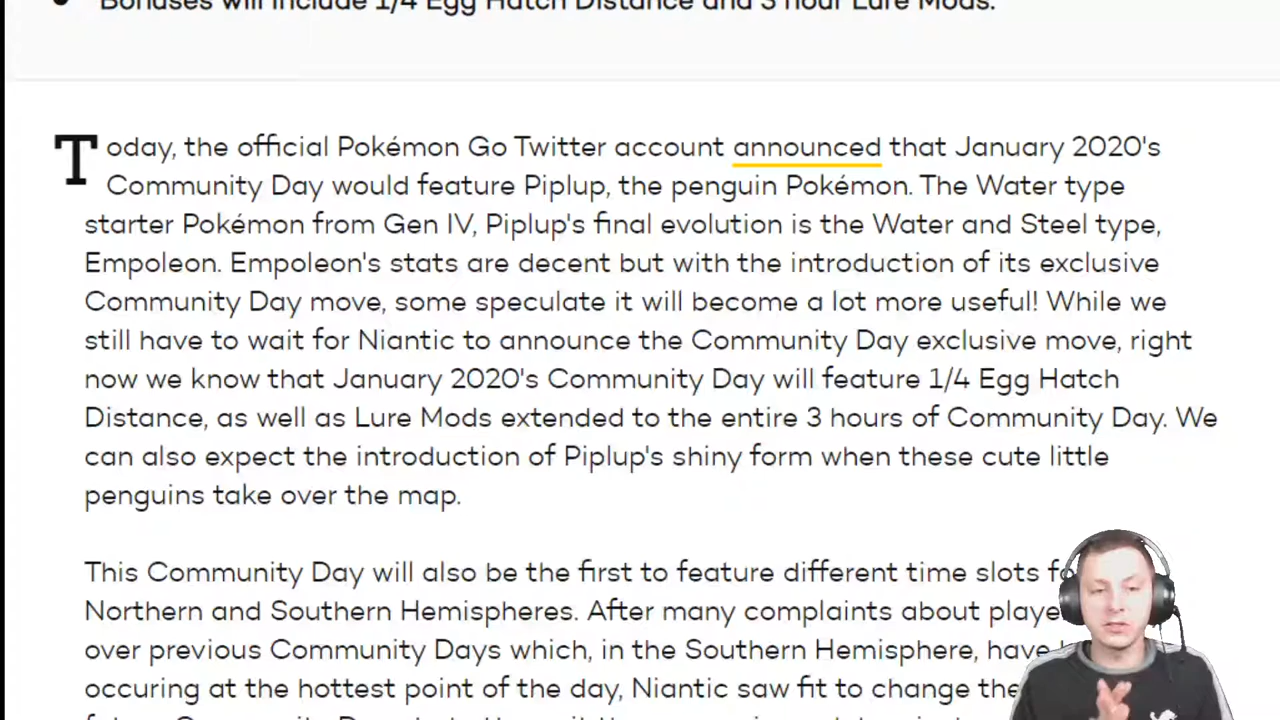 Bonuses will include 1/4 Egg Hatch Distance and 3 hour Lure Mods.
Today, the official Pokémon Go Twitter account announced that January 2020's
Community Day would feature Piplup, the penguin Pokémon. The Water type
starter Pokémon from Gen IV, Piplup's final evolution is the Water and Steel type,
Empoleon. Empoleon's stats are decent but with the introduction of its exclusive
Community Day move, some speculate it will become a lot more useful! While we
still have to wait for Niantic to announce the Community Day exclusive move, right
now we know that January 2020's Community Day will feature 1/4 Egg Hatch
Distance, as well as Lure Mods extended to the entire 3 hours of Community Day. We
can also expect the introduction of Piplup's shiny form when these cute little
penguins take over the map.
This Community Day will also be the first to feature different time slots
Northern and Southern Hemispheres. After many complaints about
over previous Community Days which, in the Southern Hemisphere, have
occuring at the hottest point of the day, Niantic saw fit to change